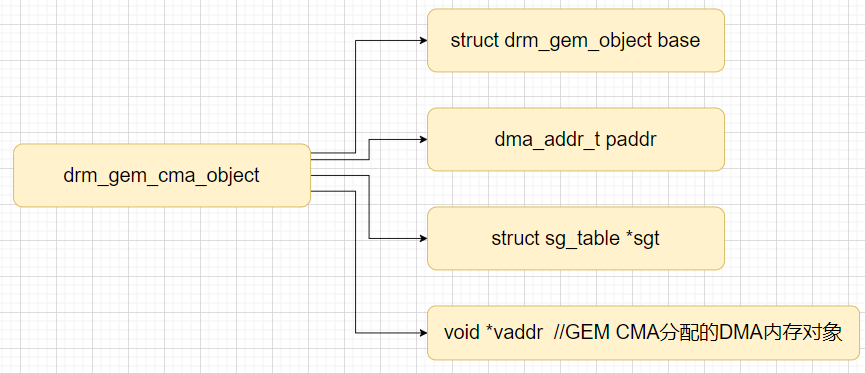 struct drm_gem_object base
dma_addr_t paddr
drm_gem_cma_object
struct sg_table *sgt
void *vaddr  //GEM CMA分配的DMA内存对象